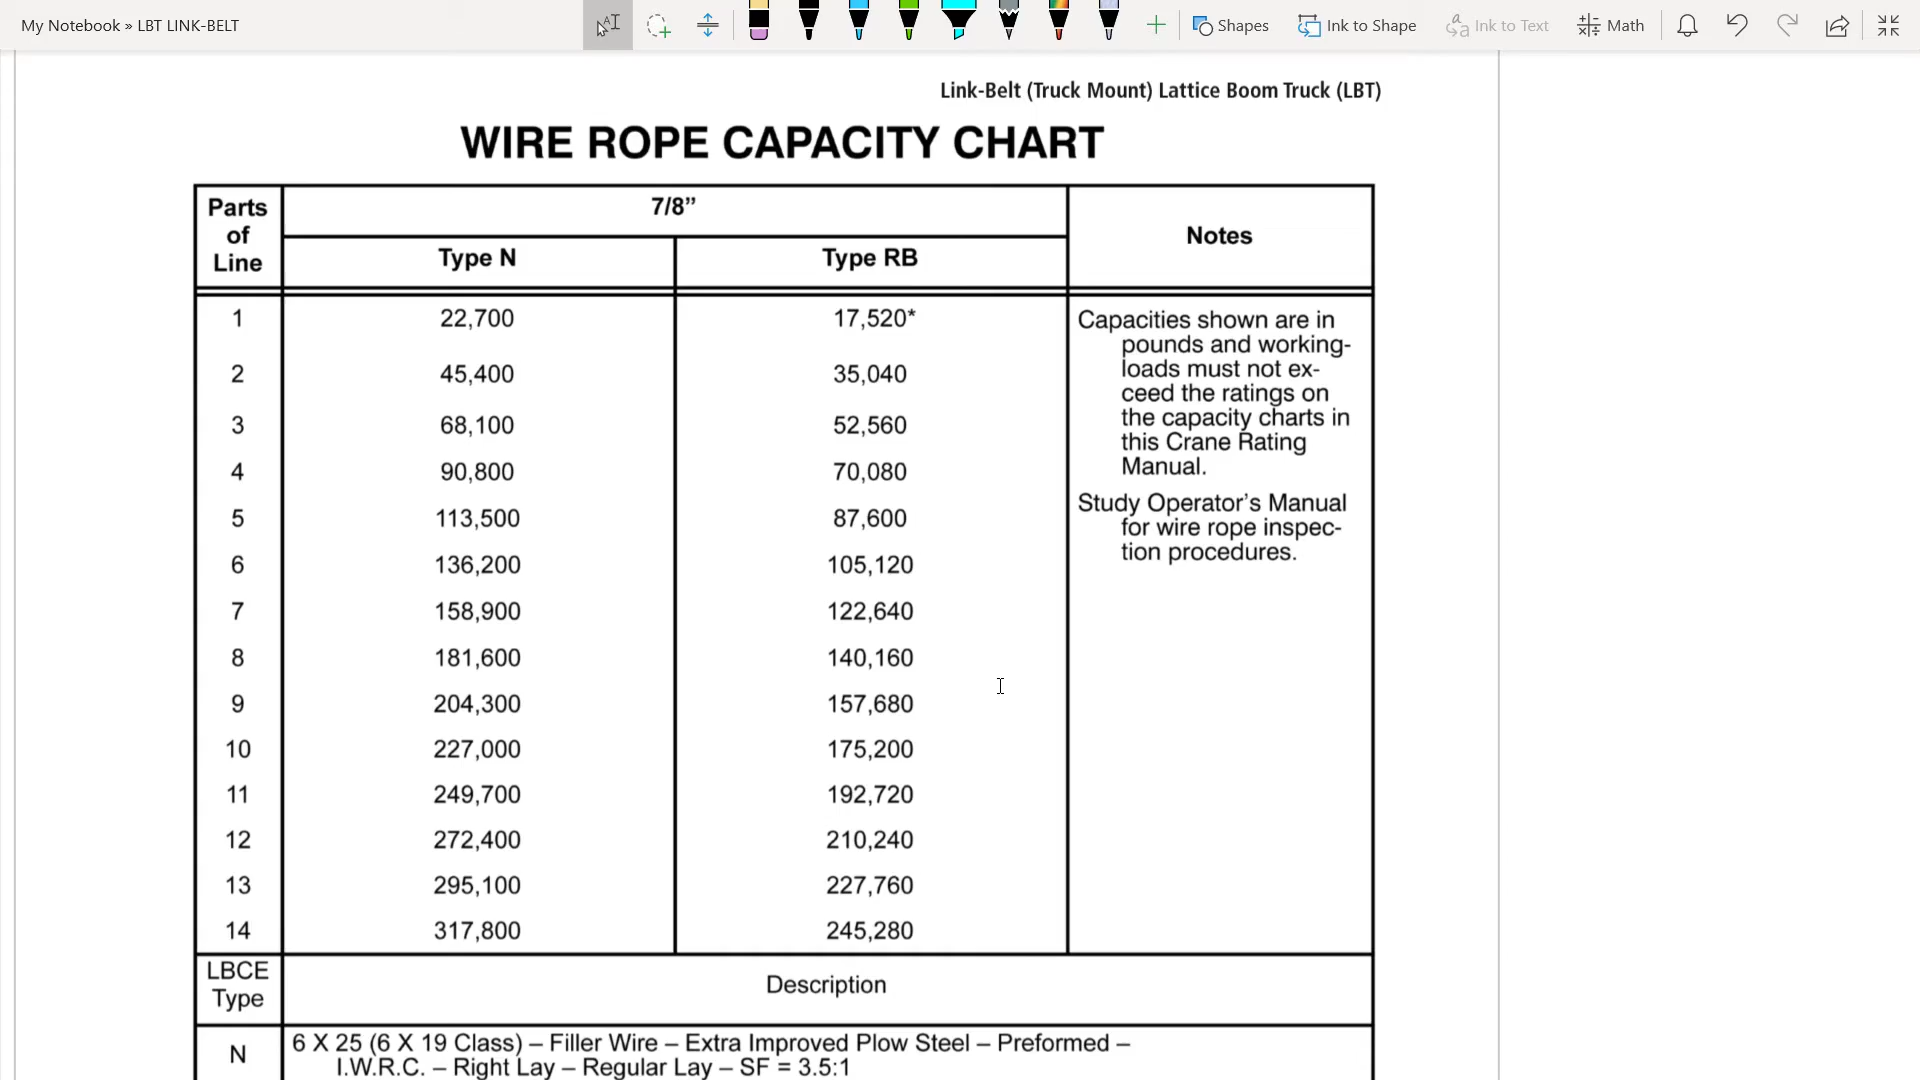 My Notebook » LBT LINK-BELT
Shapes
Ink to Shape
Ink to Text
Math
Link-Belt (Truck Mount) Lattice Boom Truck (LBT)
WIRE ROPE CAPACITY CHART
Parts of Line 7/8” Notes
Type N Type RB
1 22,700 17,520*
2 45,400 35,040
3 68,100 52,560
4 90,800 70,080
5 113,500 87,600
6 136,200 105,120
7 158,900 122,640
8 181,600 140,160
9 204,300 157,680
10 227,000 175,200
11 249,700 192,720
12 272,400 210,240
13 295,100 227,760
14 317,800 245,280
Capacities shown are in
pounds and working-
loads must not ex-
ceed the ratings on
the capacity charts in
this Crane Rating
Manual.
Study Operator’s Manual
for wire rope inspec-
tion procedures.
LBCE Type Description
N 6 X 25 (6 X 19 Class) – Filler Wire – Extra Improved Plow Steel – Preformed –
I.W.R.C. – Right Lay – Regular Lay – SF = 3.5:1